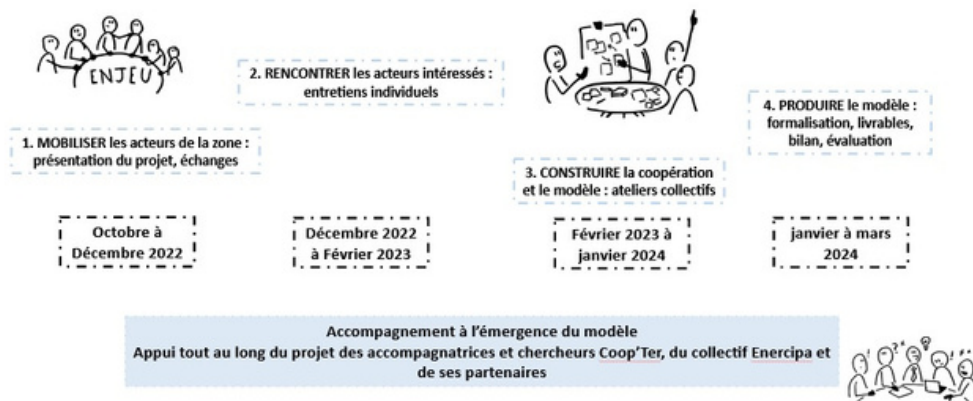 ENJEU
1. MOBILISER les acteurs de la zone :
présentation du projet, échanges
2. RENCONTRER les acteurs intéressés :
entretiens individuels
3. CONSTRUIRE la coopération
et le modèle : ateliers collectifs
4. PRODUIRE le modèle :
formalisation, livrables,
bilan, évaluation
Octobre à
Décembre 2022
Décembre 2022
à Février 2023
Février 2023 à
janvier 2024
janvier à mars
2024
Accompagnement à l'émergence du modèle
Appui tout au long du projet des accompagnatrices et chercheurs Coop'Ter, du collectif Enercipa et
de ses partenaires